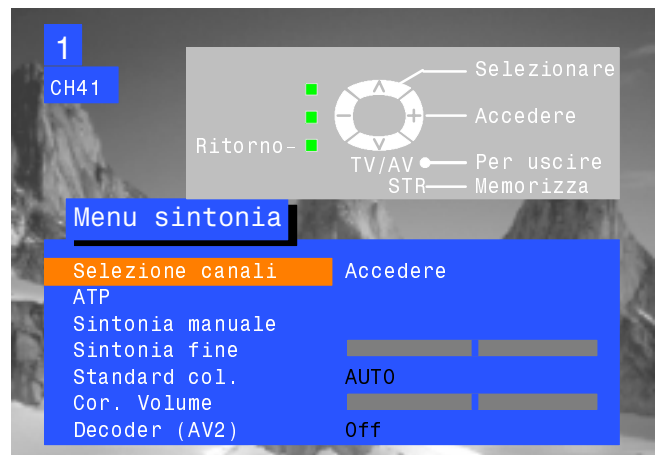 1
CH41
Selezionare
Accedere
Ritorno
TV/AV Per uscire
STR Memorizza
Menu sintonia
Selezione canali Accedere
ATP
Sintonia manuale
Sintonia fine
Standard col. AUTO
Cor. Volume
Decoder (AV2) Off